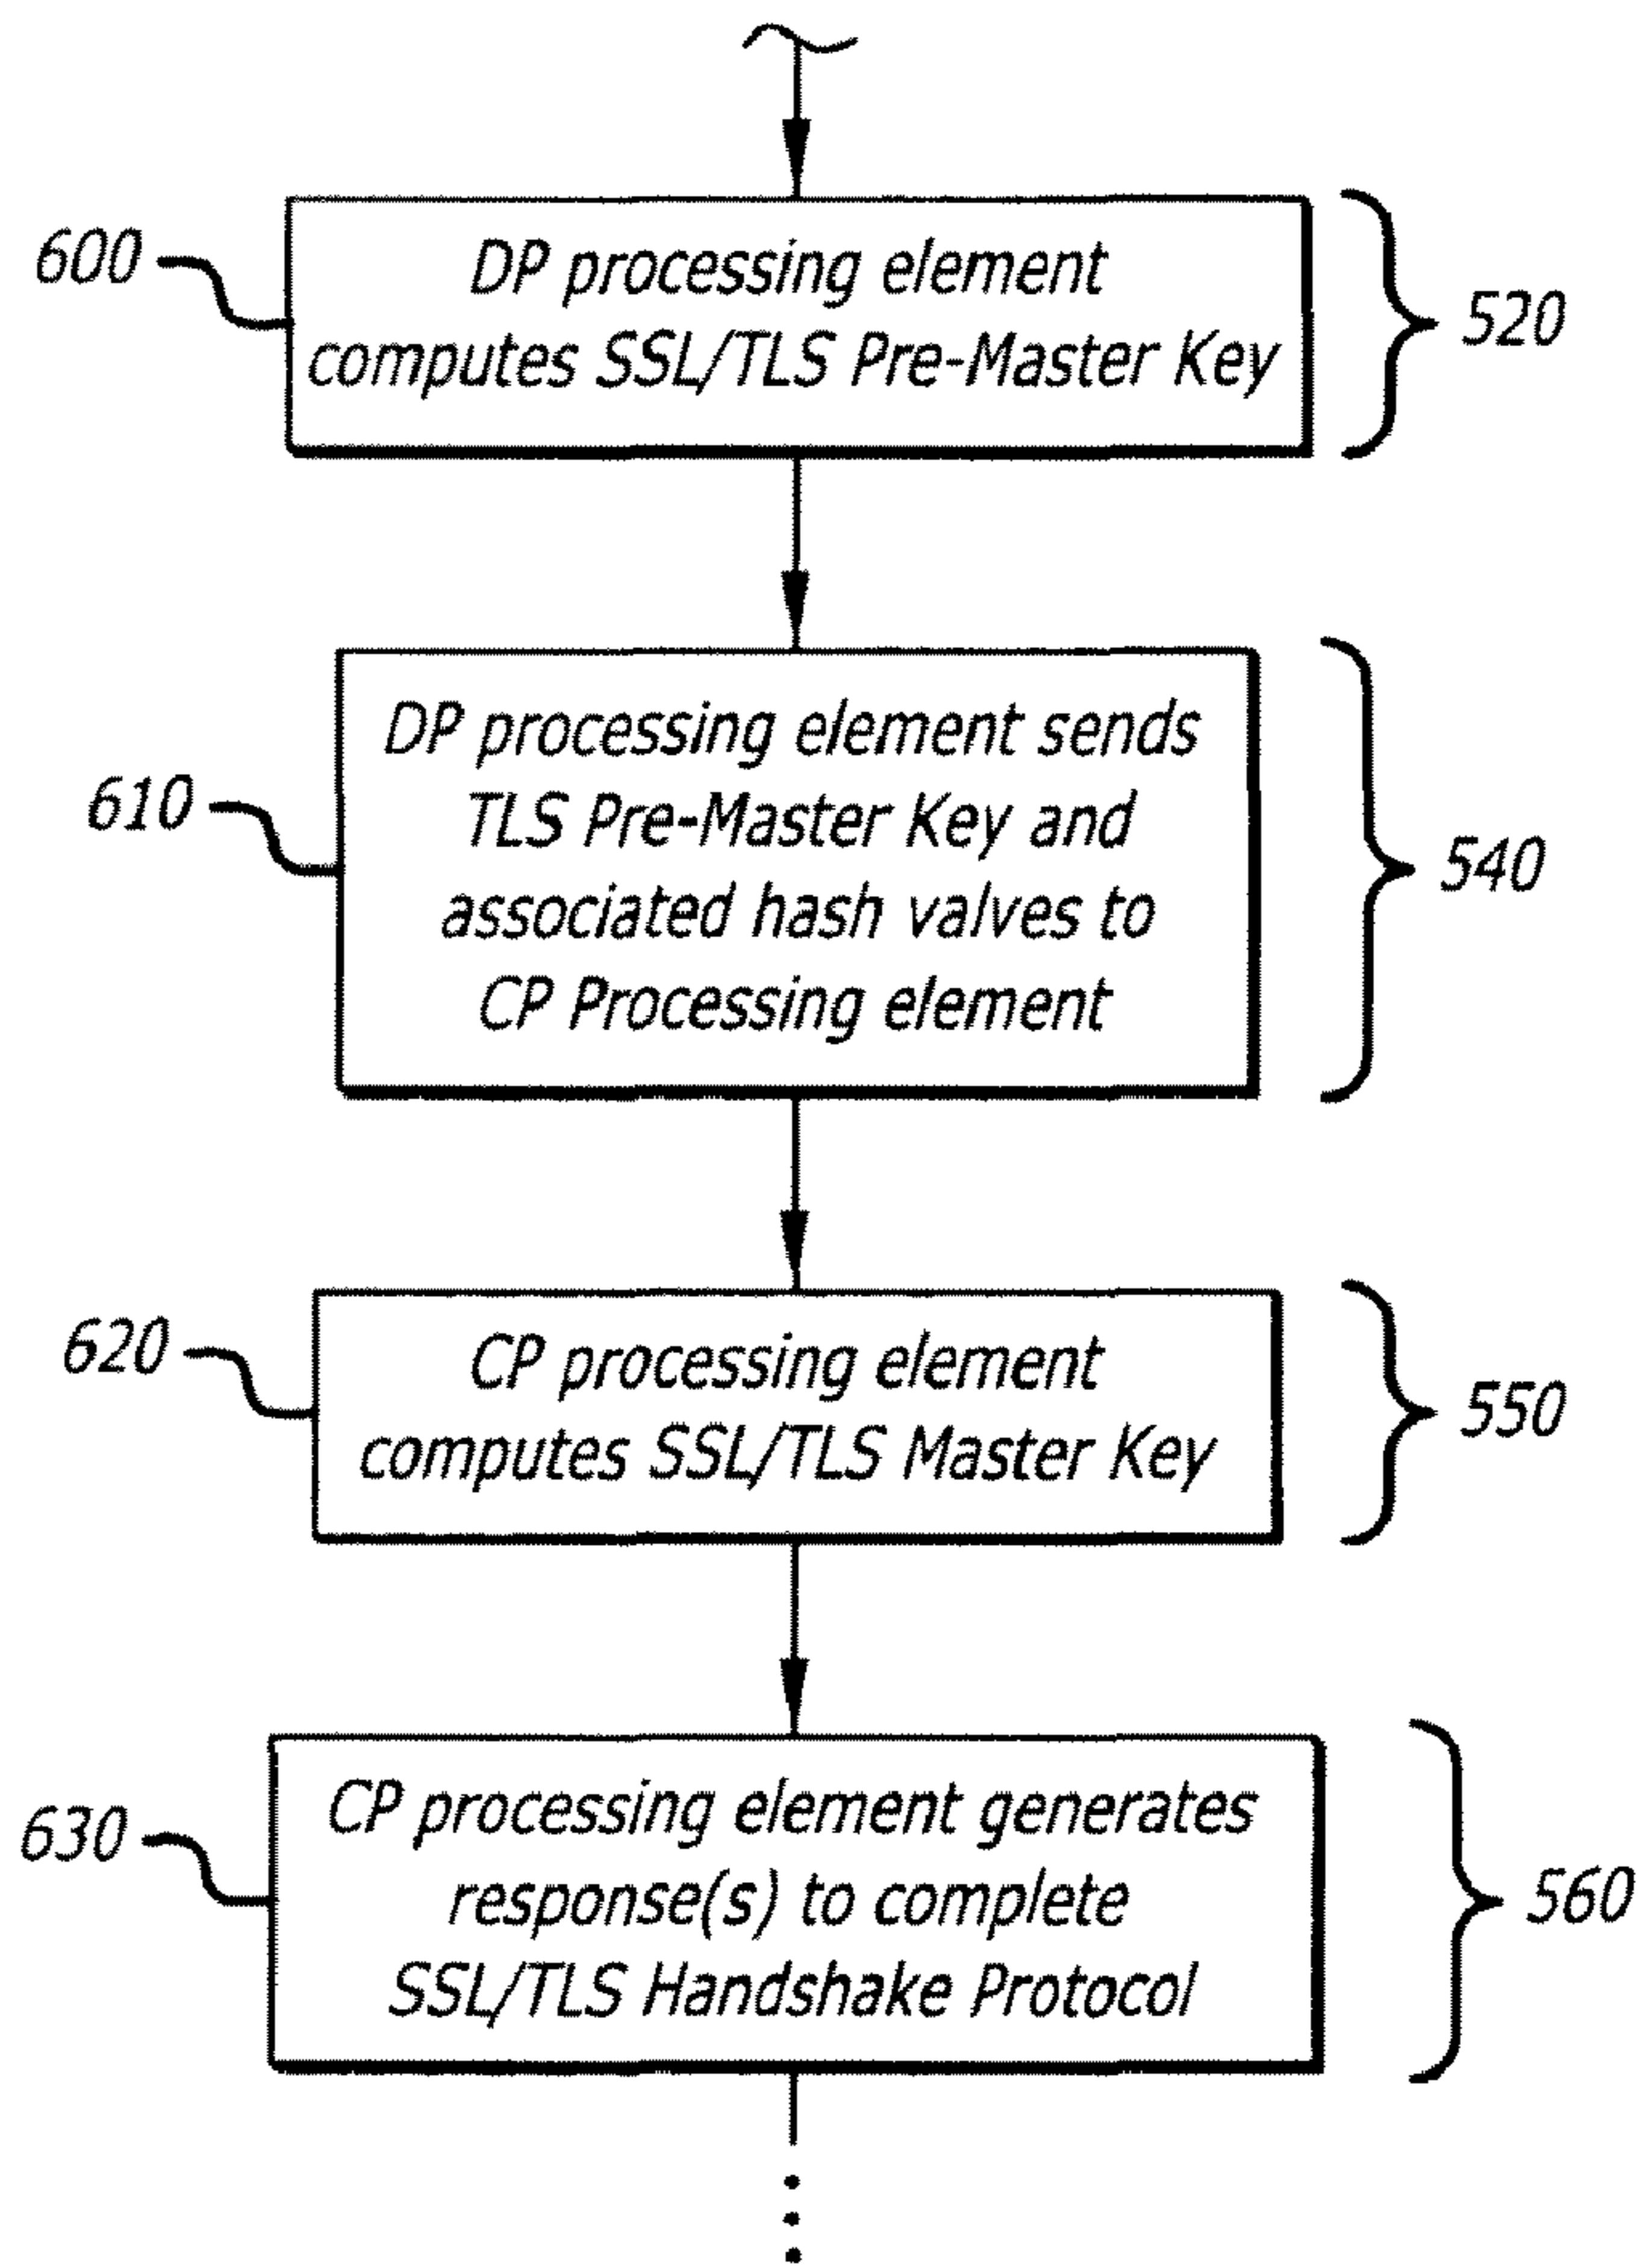 600
DP processing element
computes SSL/TLS Pre-Master Key
520
610
DP processing element sends
TLS Pre-Master Key and
associated hash valves to
CP Processing element
540
620
CP processing element
computes SSL/TLS Master Key
550
630
CP processing element generates
response(s) to complete
SSL/TLS Handshake Protocol
560